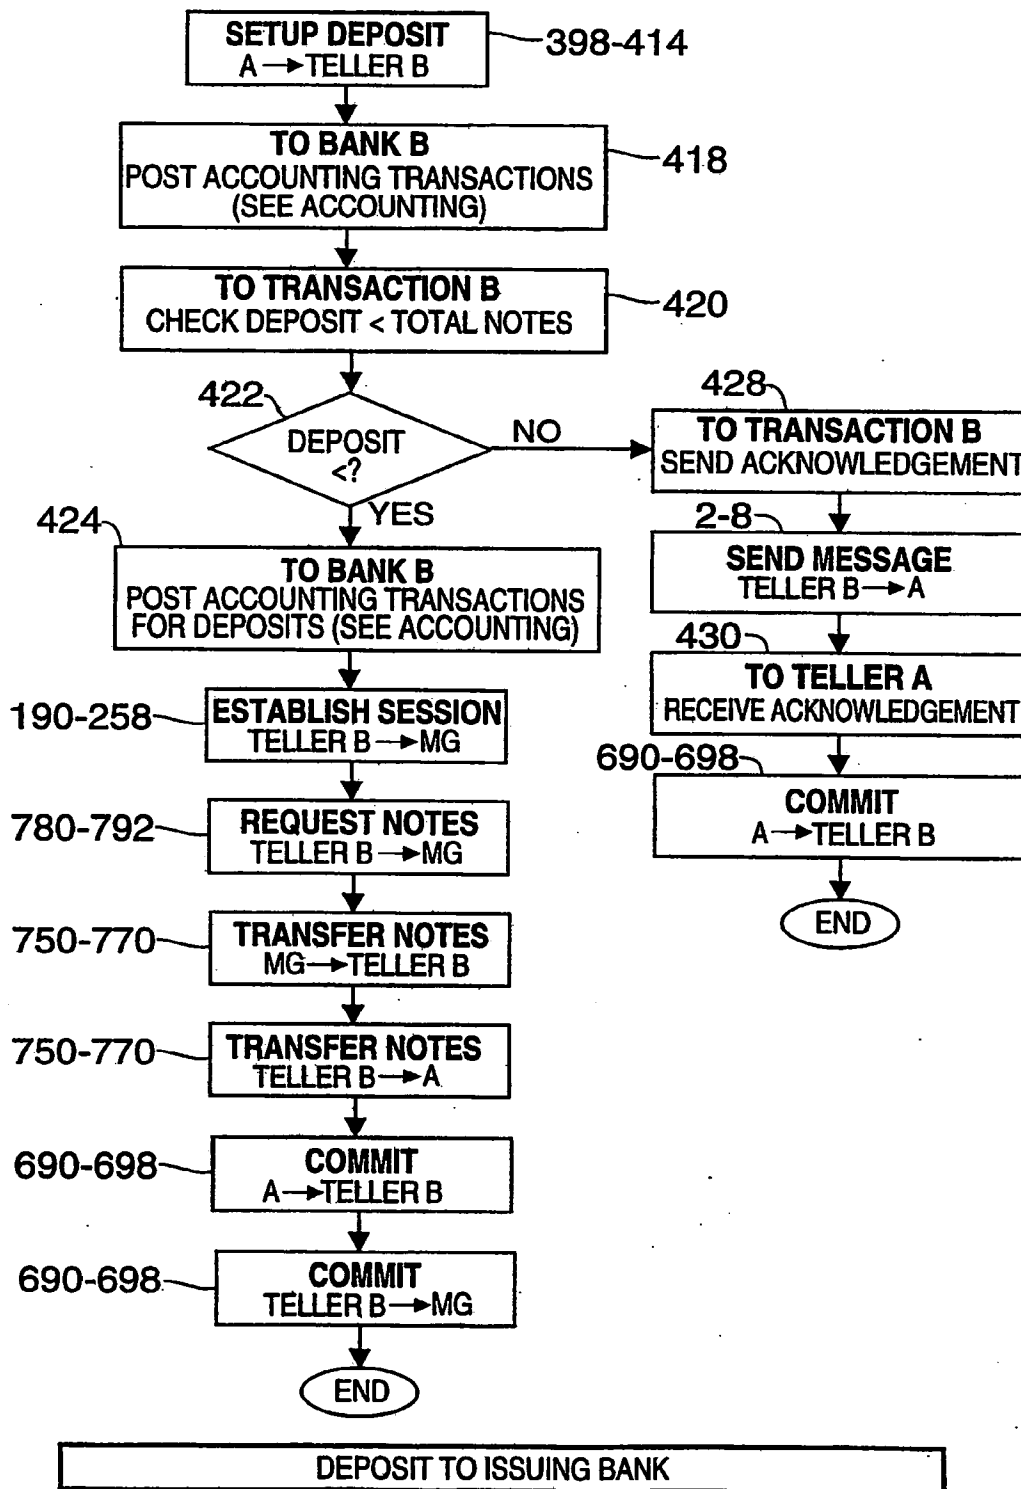 SETUP DEPOSIT
A→TELLER B
398-414
TO BANK B
POST ACCOUNTING TRANSACTIONS
(SEE ACCOUNTING)
418
TO TRANSACTION B
CHECK DEPOSIT < TOTAL NOTES
420
422
DEPOSIT
<?
NO
YES
428
TO TRANSACTION B
SEND ACKNOWLEDGEMENT
2-8
SEND MESSAGE
TELLER B→A
430
TO TELLER A
RECEIVE ACKNOWLEDGEMENT
690-698
COMMIT
A→TELLER B
END
424
TO BANK B
POST ACCOUNTING TRANSACTIONS
FOR DEPOSITS (SEE ACCOUNTING)
190-258
ESTABLISH SESSION
TELLER B→MG
780-792
REQUEST NOTES
TELLER B→MG
750-770
TRANSFER NOTES
MG→TELLER B
750-770
TRANSFER NOTES
TELLER B→A
690-698
COMMIT
A→TELLER B
690-698
COMMIT
TELLER B→MG
END
DEPOSIT TO ISSUING BANK